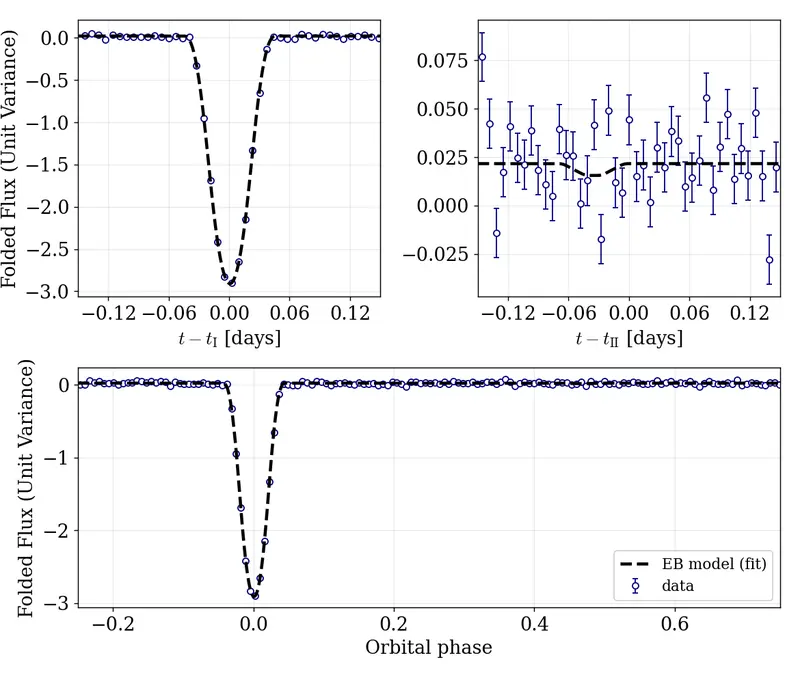 Folded Flux (Unit Variance)
0.0
−0.5
−1.0
−1.5
−2.0
−2.5
−3.0
−0.12 −0.06 0.00 0.06 0.12
t − tI [days]
0.075
0.050
0.025
0.000
−0.025
−0.12 −0.06 0.00 0.06 0.12
t − tII [days]
Folded Flux (Unit Variance)
0
−1
−2
−3
−0.2 0.0 0.2 0.4 0.6
Orbital phase
EB model (fit)
data